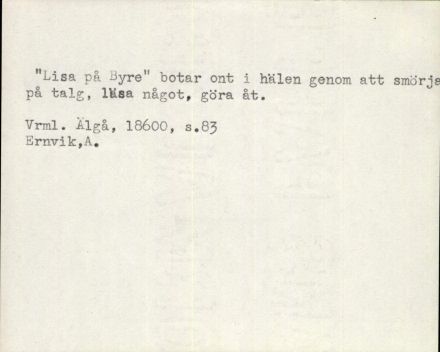 "Lisa på Byre" botar ont i hälen genom att smörja
på talg, läsa något, göra åt.
Vrml. Älgå, 18600, s.83
Ernvik,A.